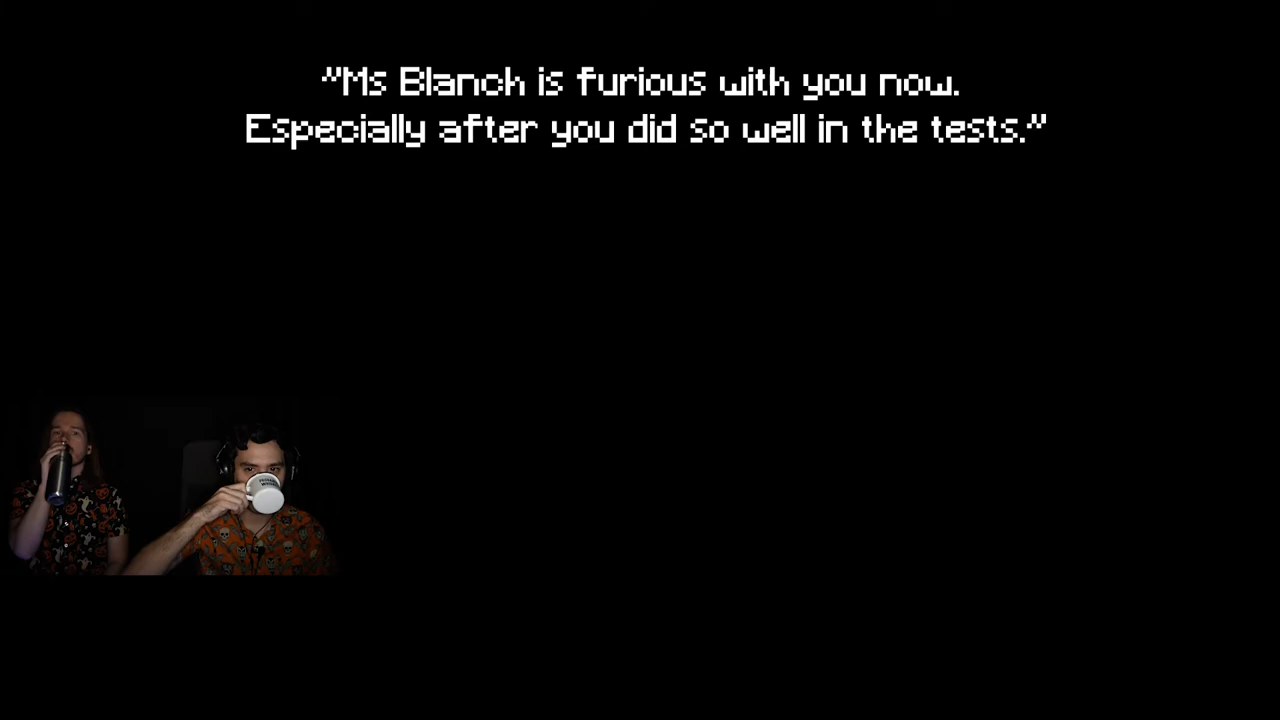 "Ms Blanch is furious with you now.
Especially after you did so well in the tests."